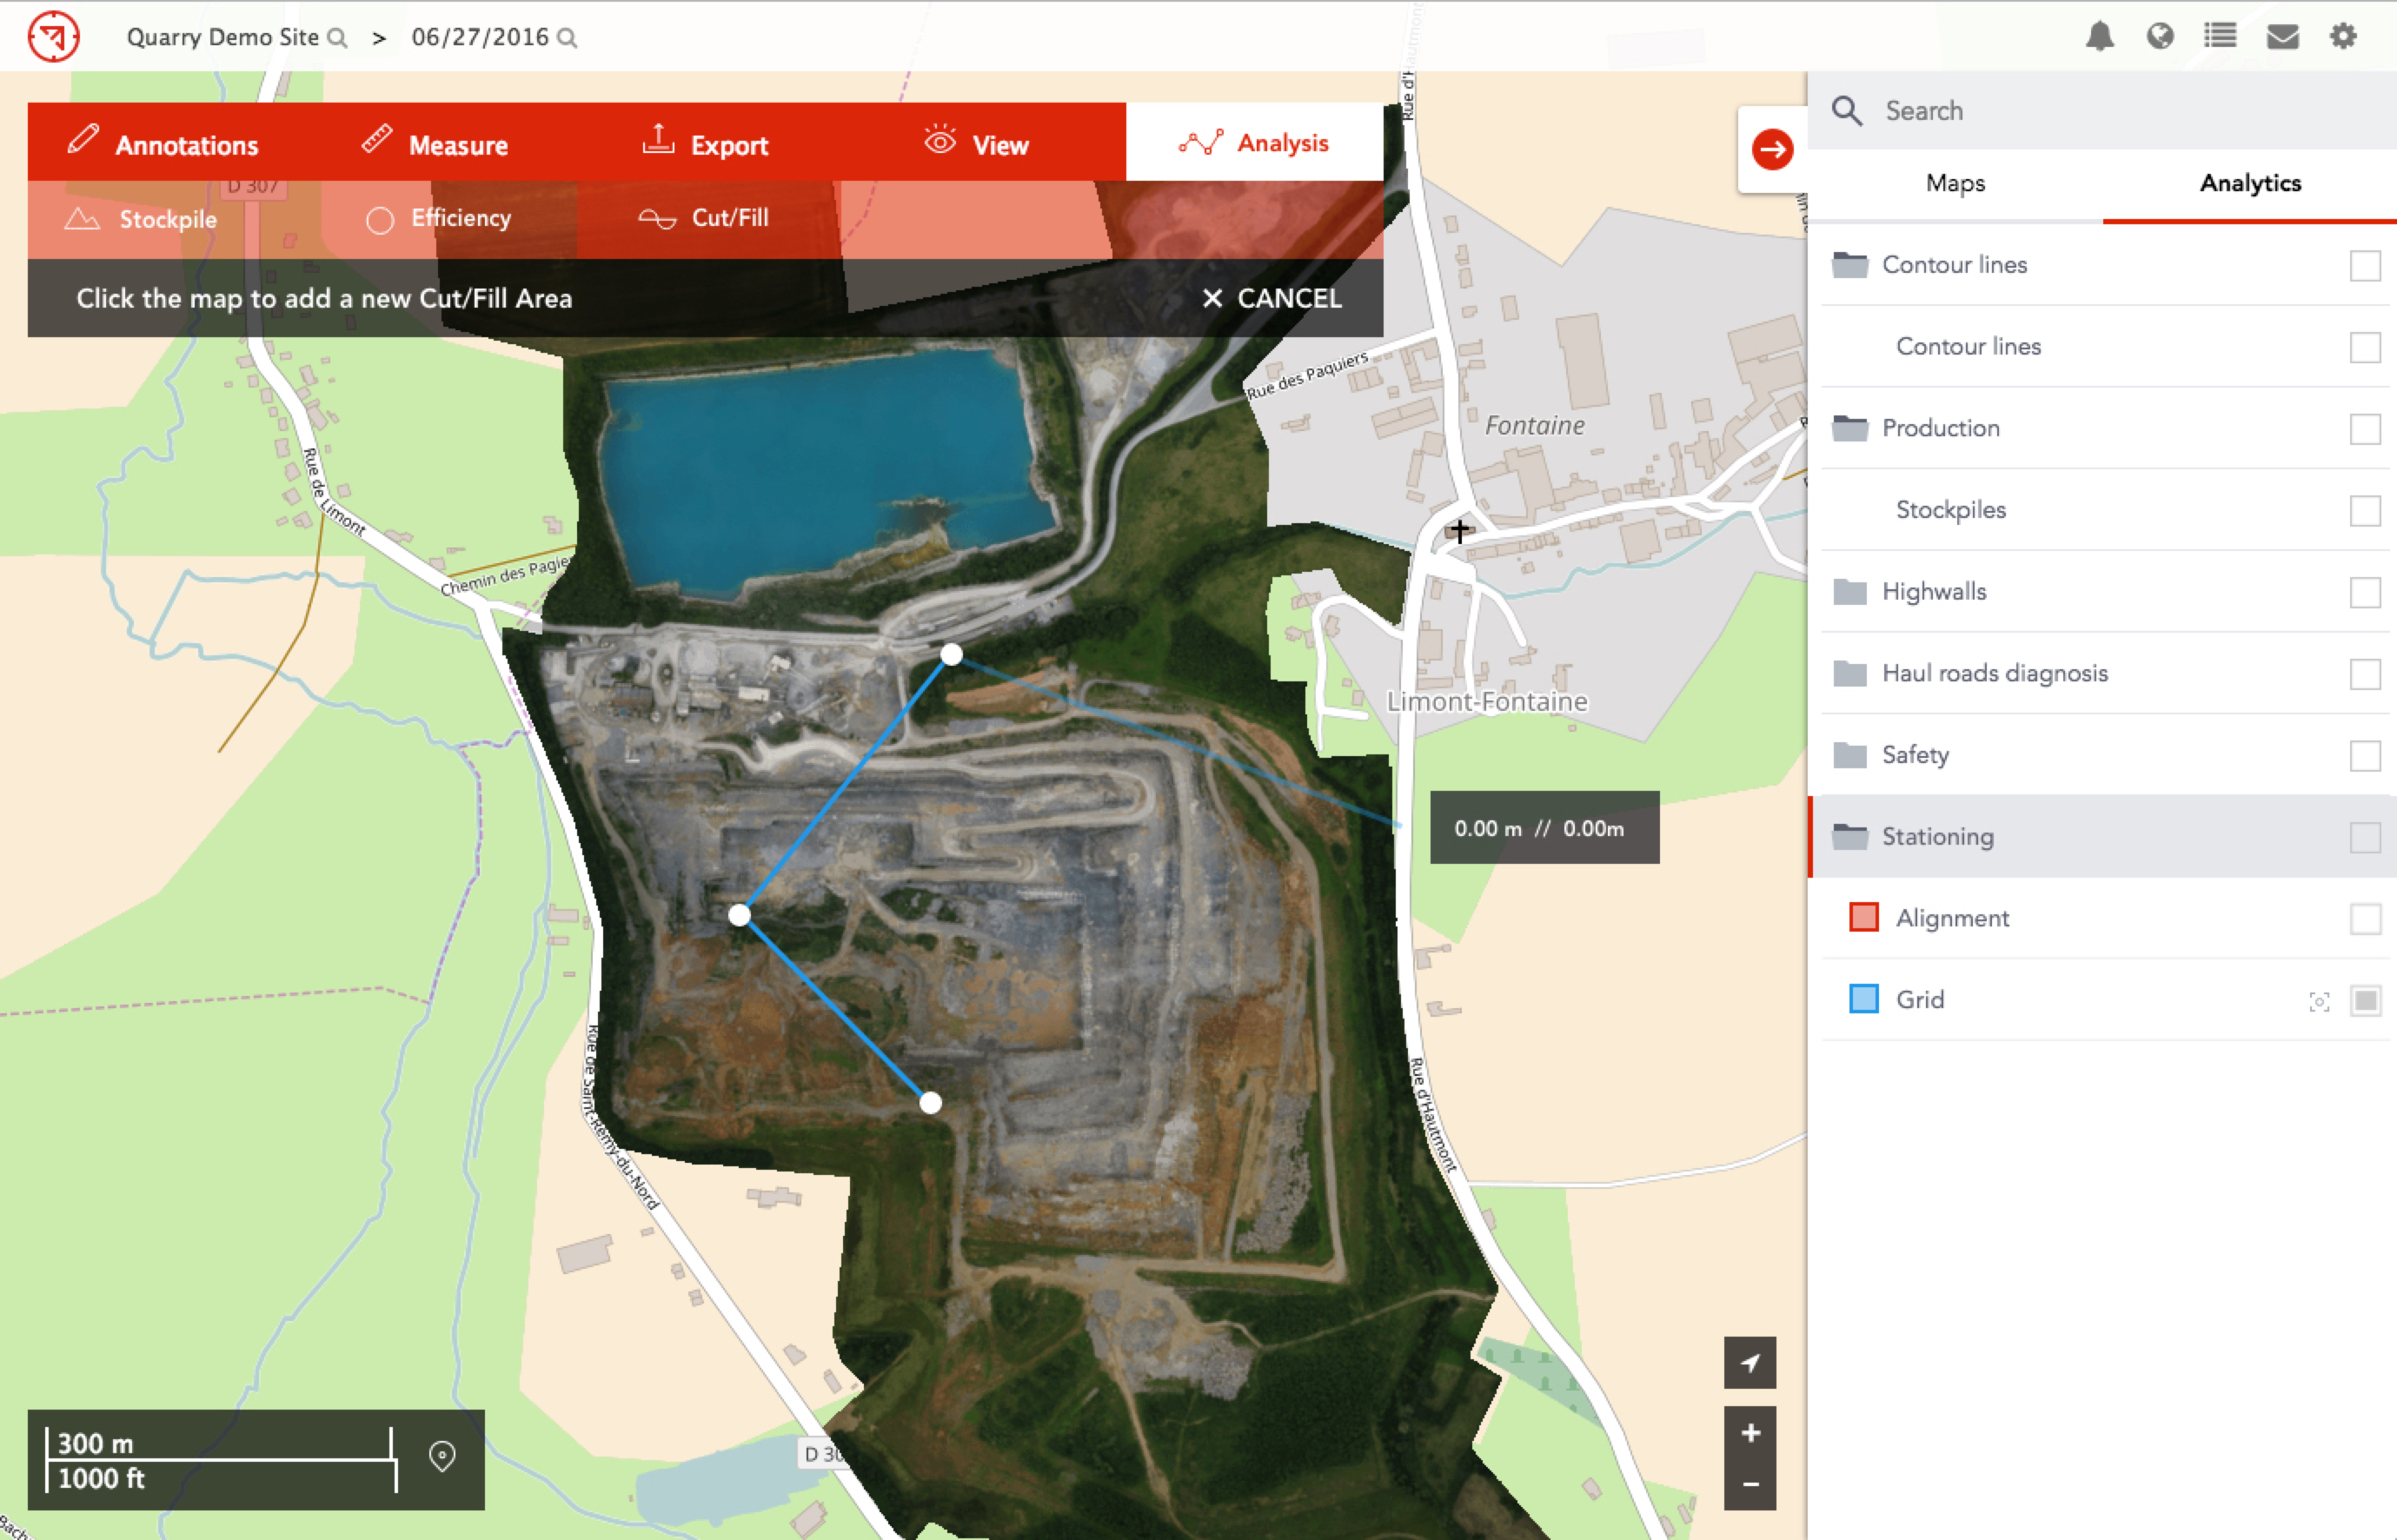 Quarry Demo Site > 06/27/2016
Annotations
Measure
Export
View
Analysis
D 307
Stockpile
Efficiency
Cut/Fill
Click the map to add a new Cut/Fill Area
× CANCEL
Search
Maps
Analytics
Contour lines
Contour lines
Production
Stockpiles
Highwalls
Haul roads diagnosis
Safety
Stationing
Alignment
Grid
Rue d'Hautmont
Rue des Paquiers
Fontaine
Rue de Limont
Chemin des Pagie
Limont-Fontaine
0.00 m // 0.00m
Rue de Saint-Rémy-du-Nord
Rue d'Hautmont
D 30
300 m
1000 ft
+
−